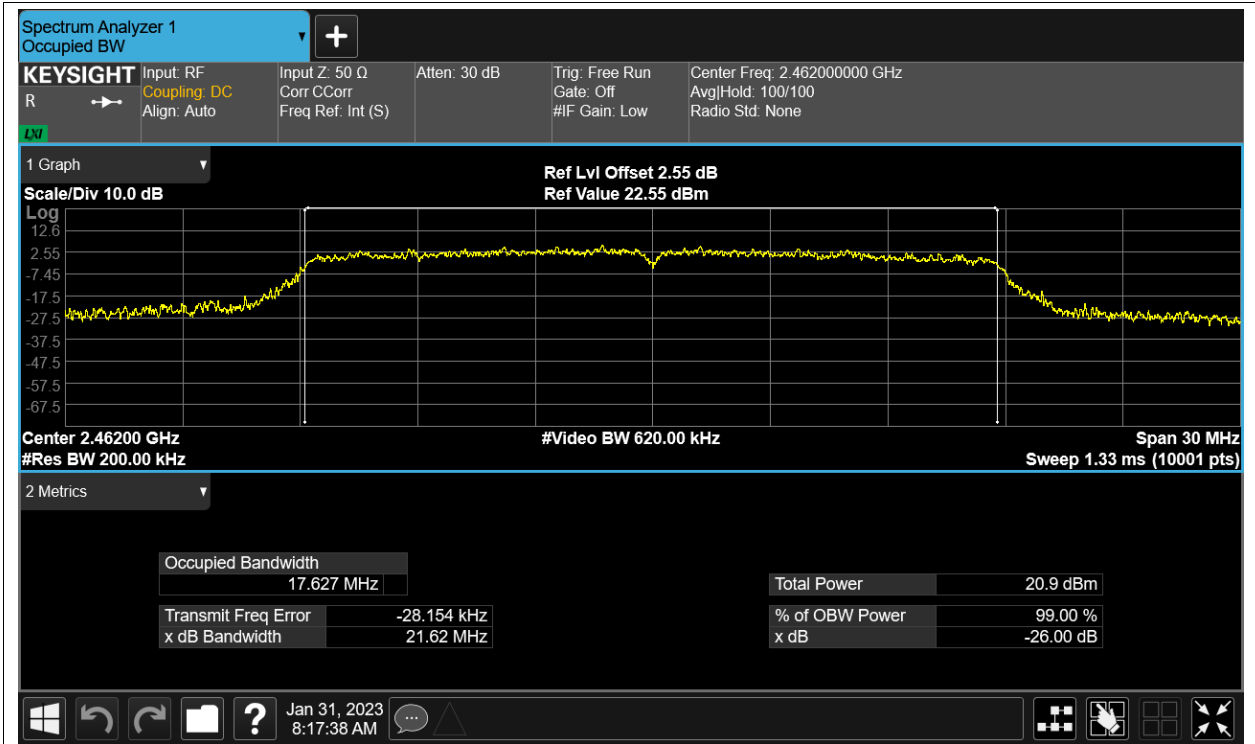 Spectrum Analyzer 1
Occupied BW
KEYSIGHT
R
LXI
Input: RF
Coupling: DC
Align: Auto
Input Z: 50 Ω
Corr CCorr
Freq Ref: Int (S)
Atten: 30 dB
Trig: Free Run
Gate: Off
#IF Gain: Low
Center Freq: 2.462000000 GHz
Avg|Hold: 100/100
Radio Std: None
1 Graph
Scale/Div 10.0 dB
Ref Lvl Offset 2.55 dB
Ref Value 22.55 dBm
Log
12.6
2.55
-7.45
-17.5
-27.5
-37.5
-47.5
-57.5
-67.5
Center 2.46200 GHz
#Video BW 620.00 kHz
Span 30 MHz
#Res BW 200.00 kHz
Sweep 1.33 ms (10001 pts)
2 Metrics
Occupied Bandwidth
17.627 MHz
Transmit Freq Error -28.154 kHz
x dB Bandwidth 21.62 MHz
Total Power 20.9 dBm
% of OBW Power 99.00 %
x dB -26.00 dB
?
Jan 31, 2023
8:17:38 AM